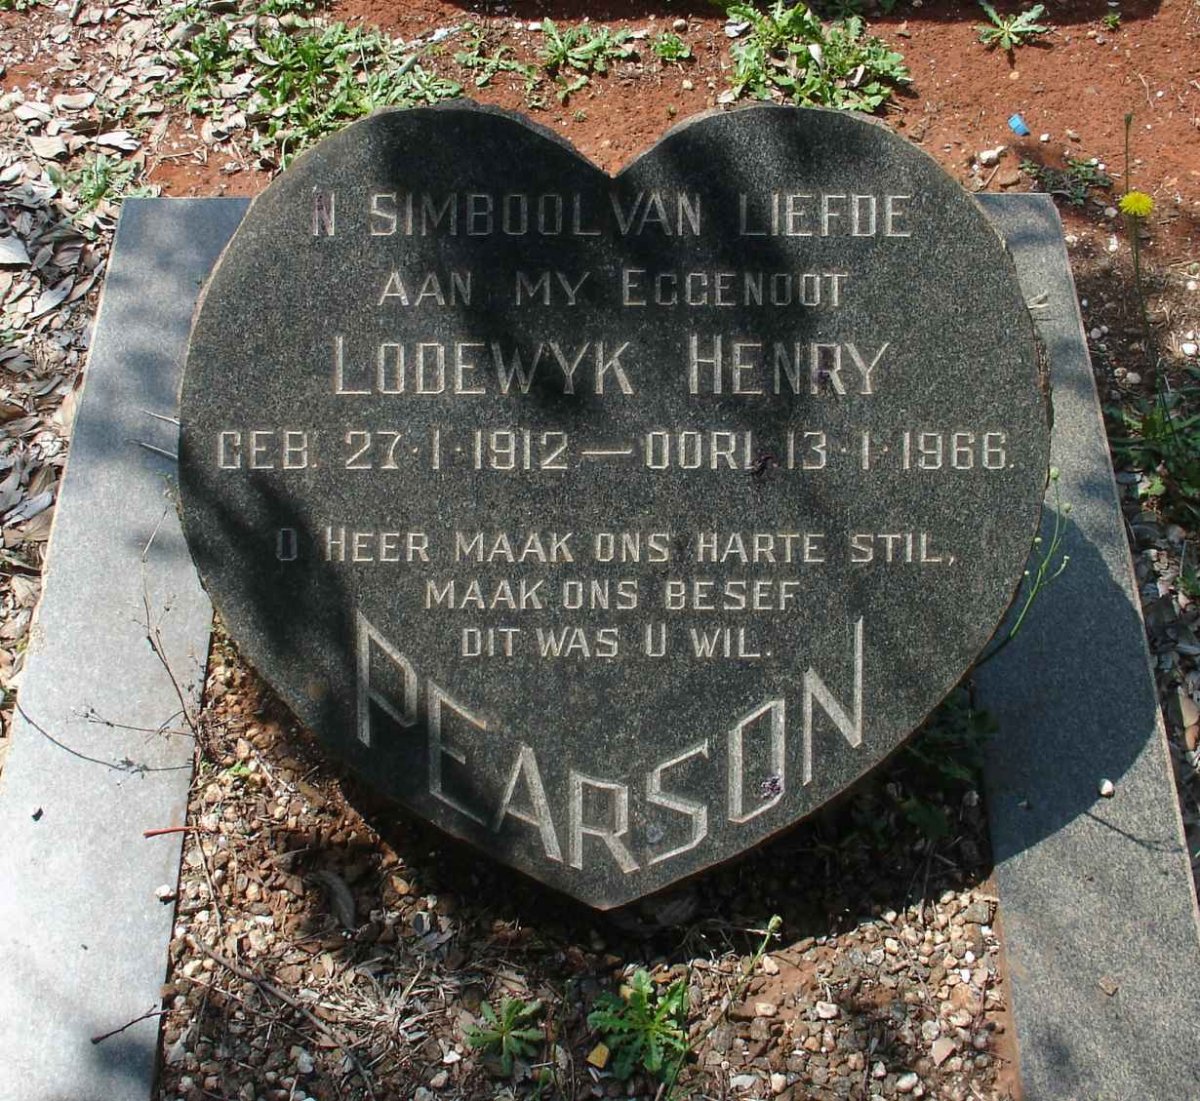 'N SIMBOOL VAN LIEFDE
AAN MY EGGENOOT
LODEWYK HENRY
GEB. 27·1·1912 — OORL. 13·1·1966.
O HEER MAAK ONS HARTE STIL,
MAAK ONS BESEF
DIT WAS U WIL.
PEARSON